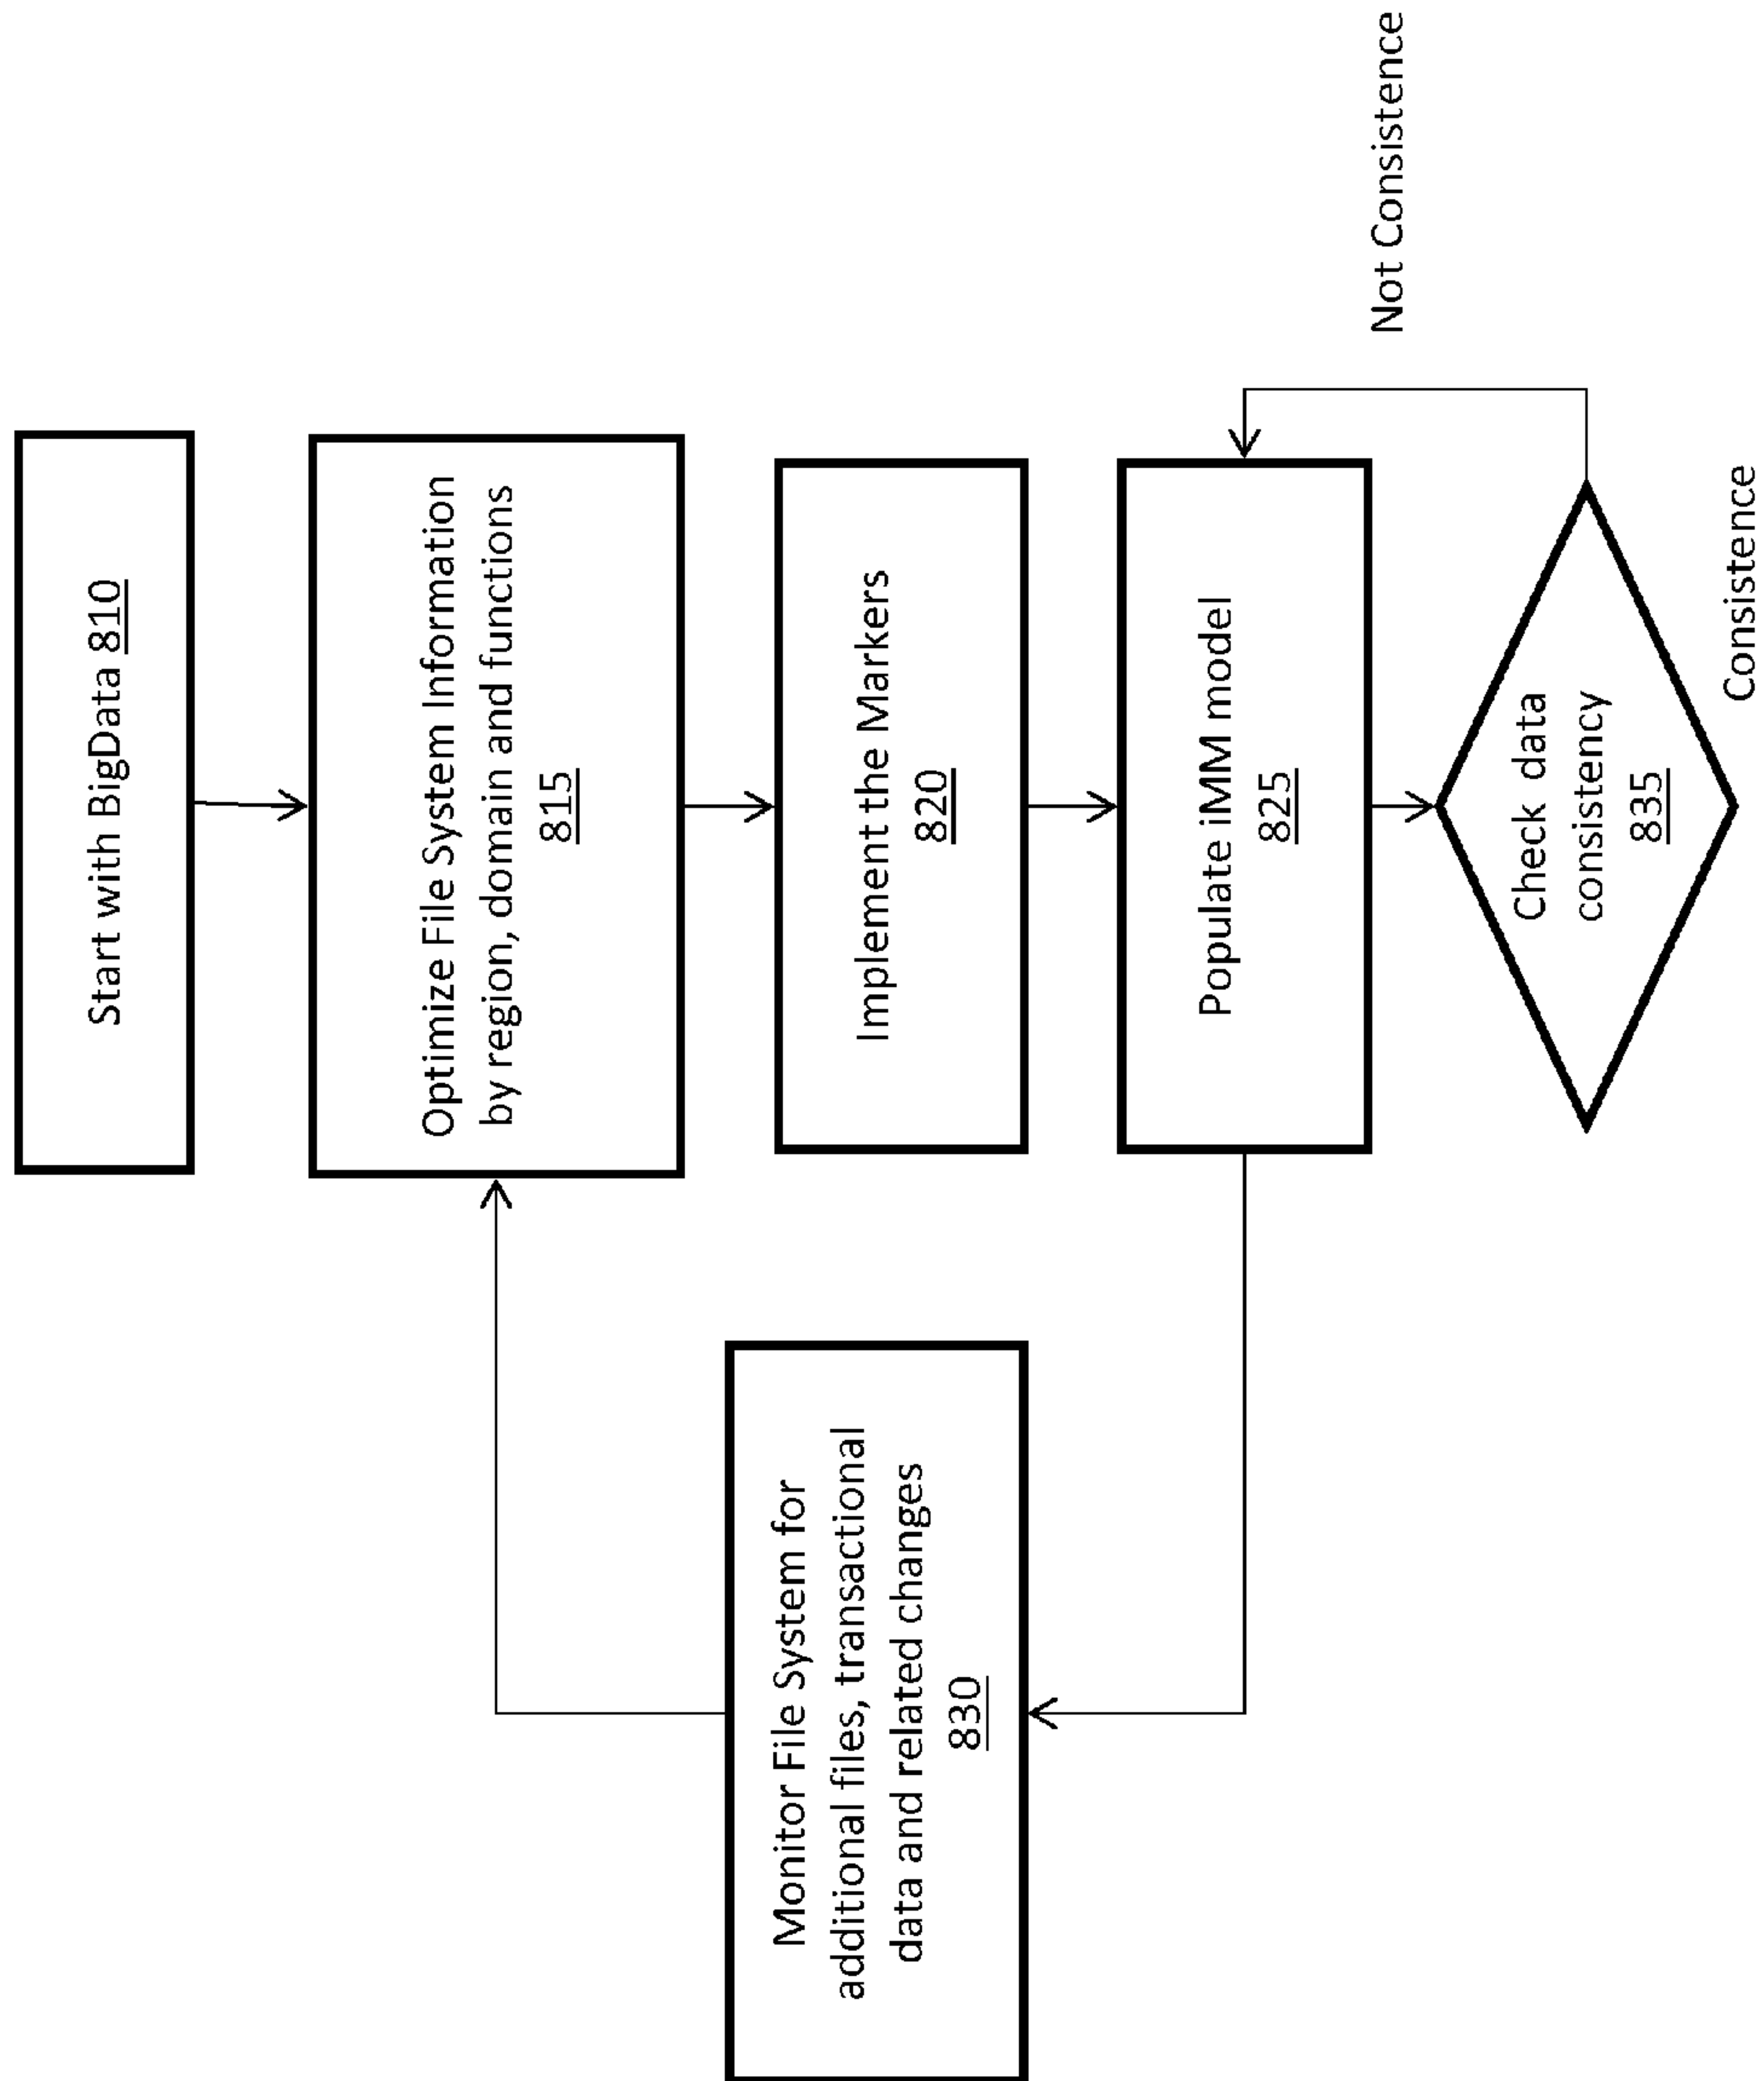 Start with BigData 810
Optimize File System Information
by region, domain and functions
815
Implement the Markers
820
Populate iMM model
825
Monitor File System for
additional files, transactional
data and related changes
830
Check data
consistency
835
Not Consistence
Consistence